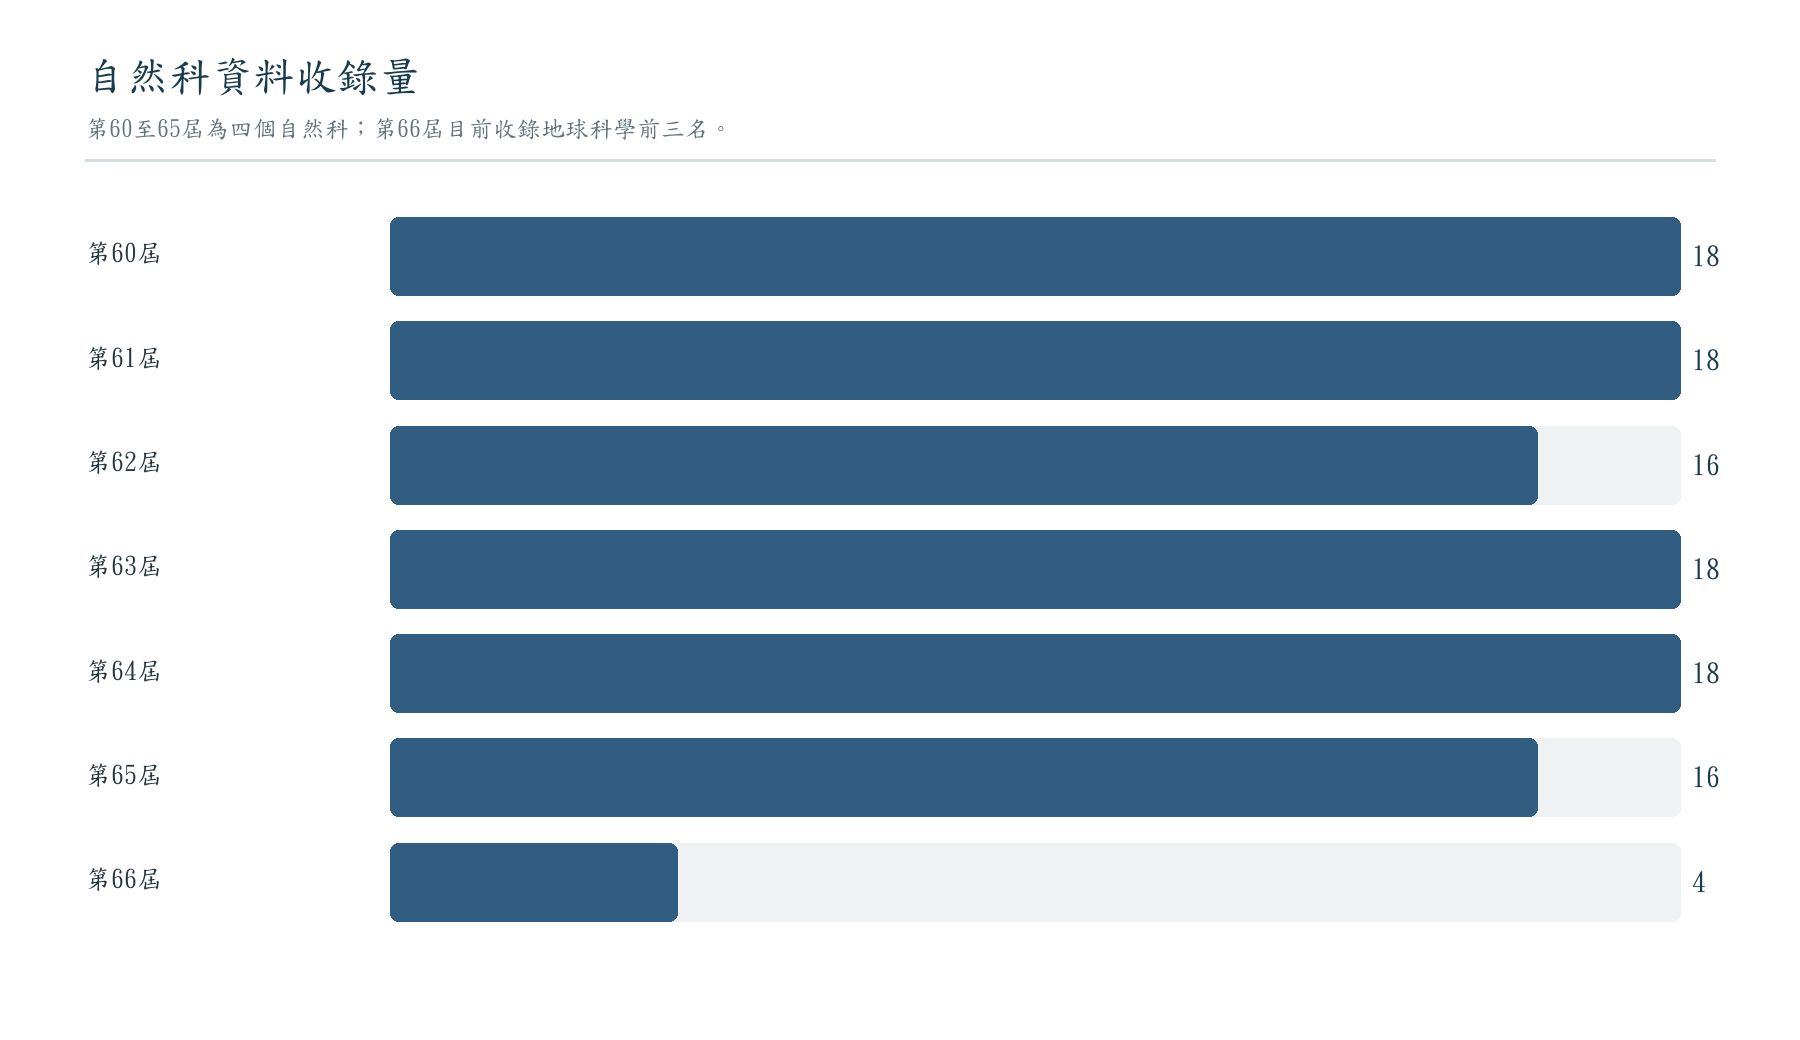 自然科資料收錄量
第60至65屆為四個自然科；第66屆目前收錄地球科學前三名。
第60屆 18
第61屆 18
第62屆 16
第63屆 18
第64屆 18
第65屆 16
第66屆 4